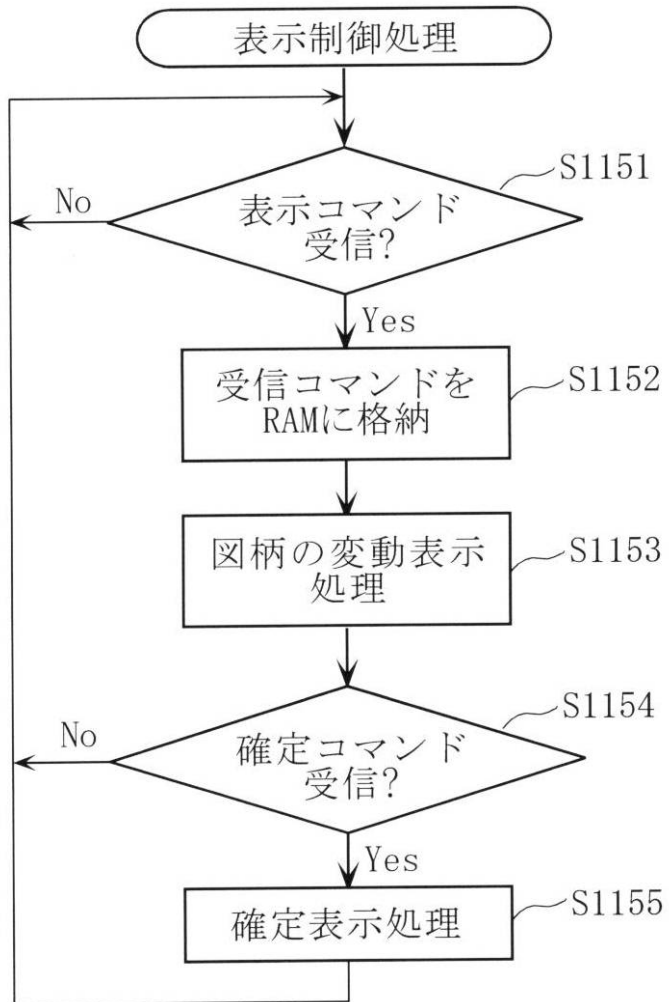 表示制御処理
S1151
No
表示コマンド
受信?
Yes
受信コマンドを
RAMに格納
S1152
図柄の変動表示
処理
S1153
S1154
No
確定コマンド
受信?
Yes
確定表示処理
S1155